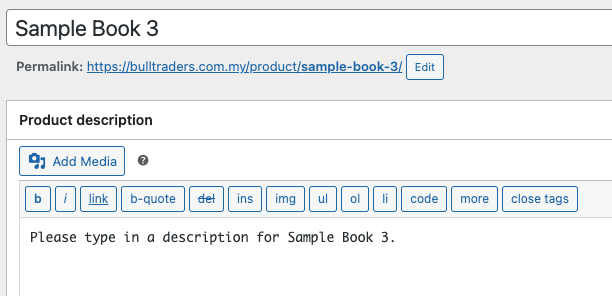 Sample Book 3
Permalink: https://bulltraders.com.my/product/sample-book-3/ Edit
Product description
Add Media ?
b i link b-quote del ins img ul ol li code more close tags
Please type in a description for Sample Book 3.